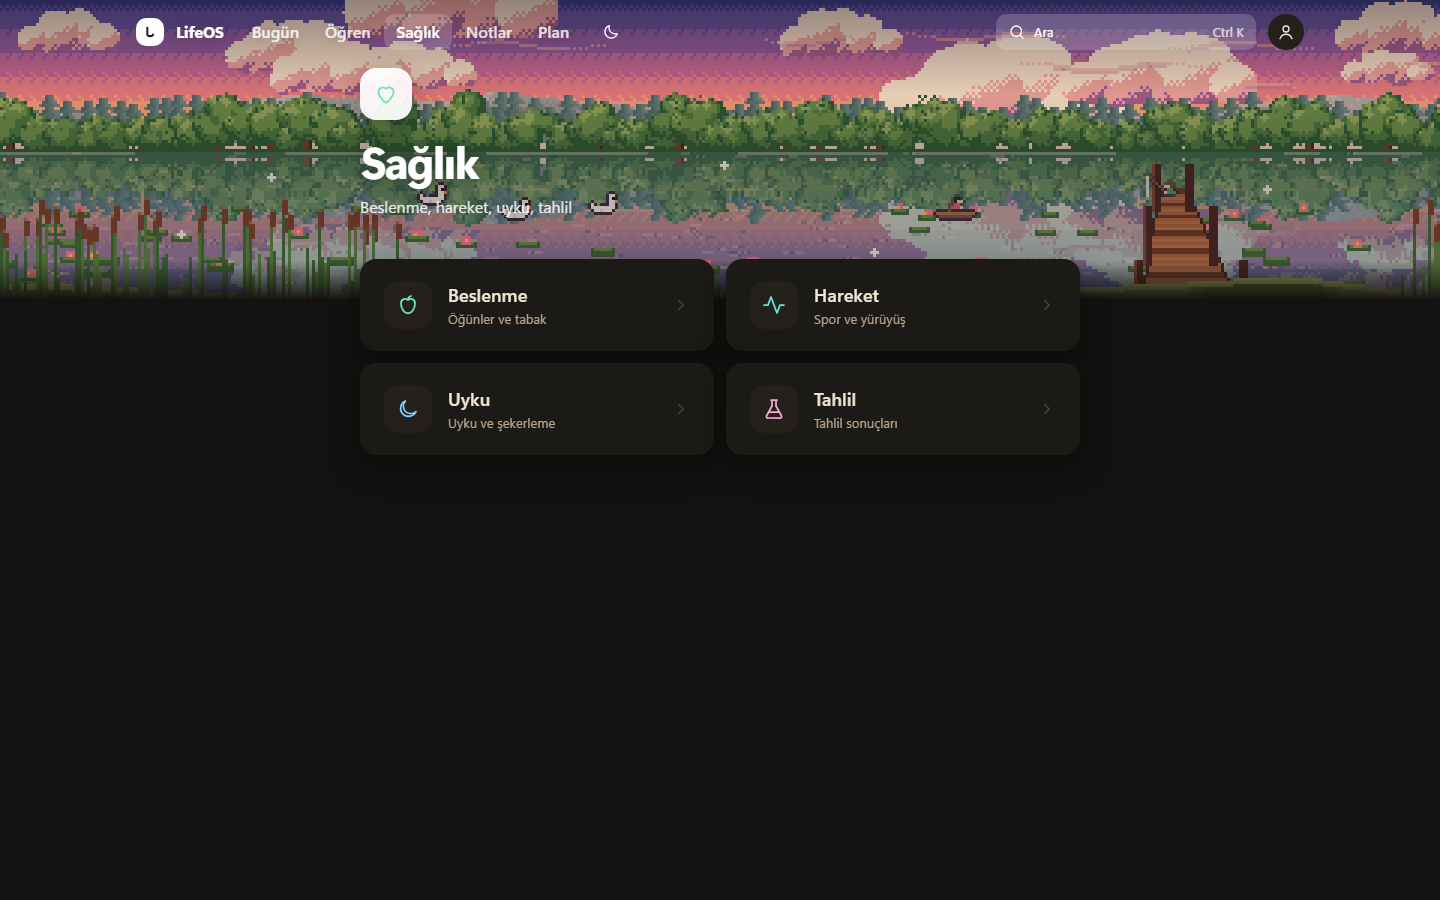 LifeOS Bugün Öğren Sağlık Notlar Plan Ara Ctrl K
Sağlık
Beslenme, hareket, uyku, tahlil
Beslenme
Öğünler ve tabak
Hareket
Spor ve yürüyüş
Uyku
Uyku ve şekerleme
Tahlil
Tahlil sonuçları